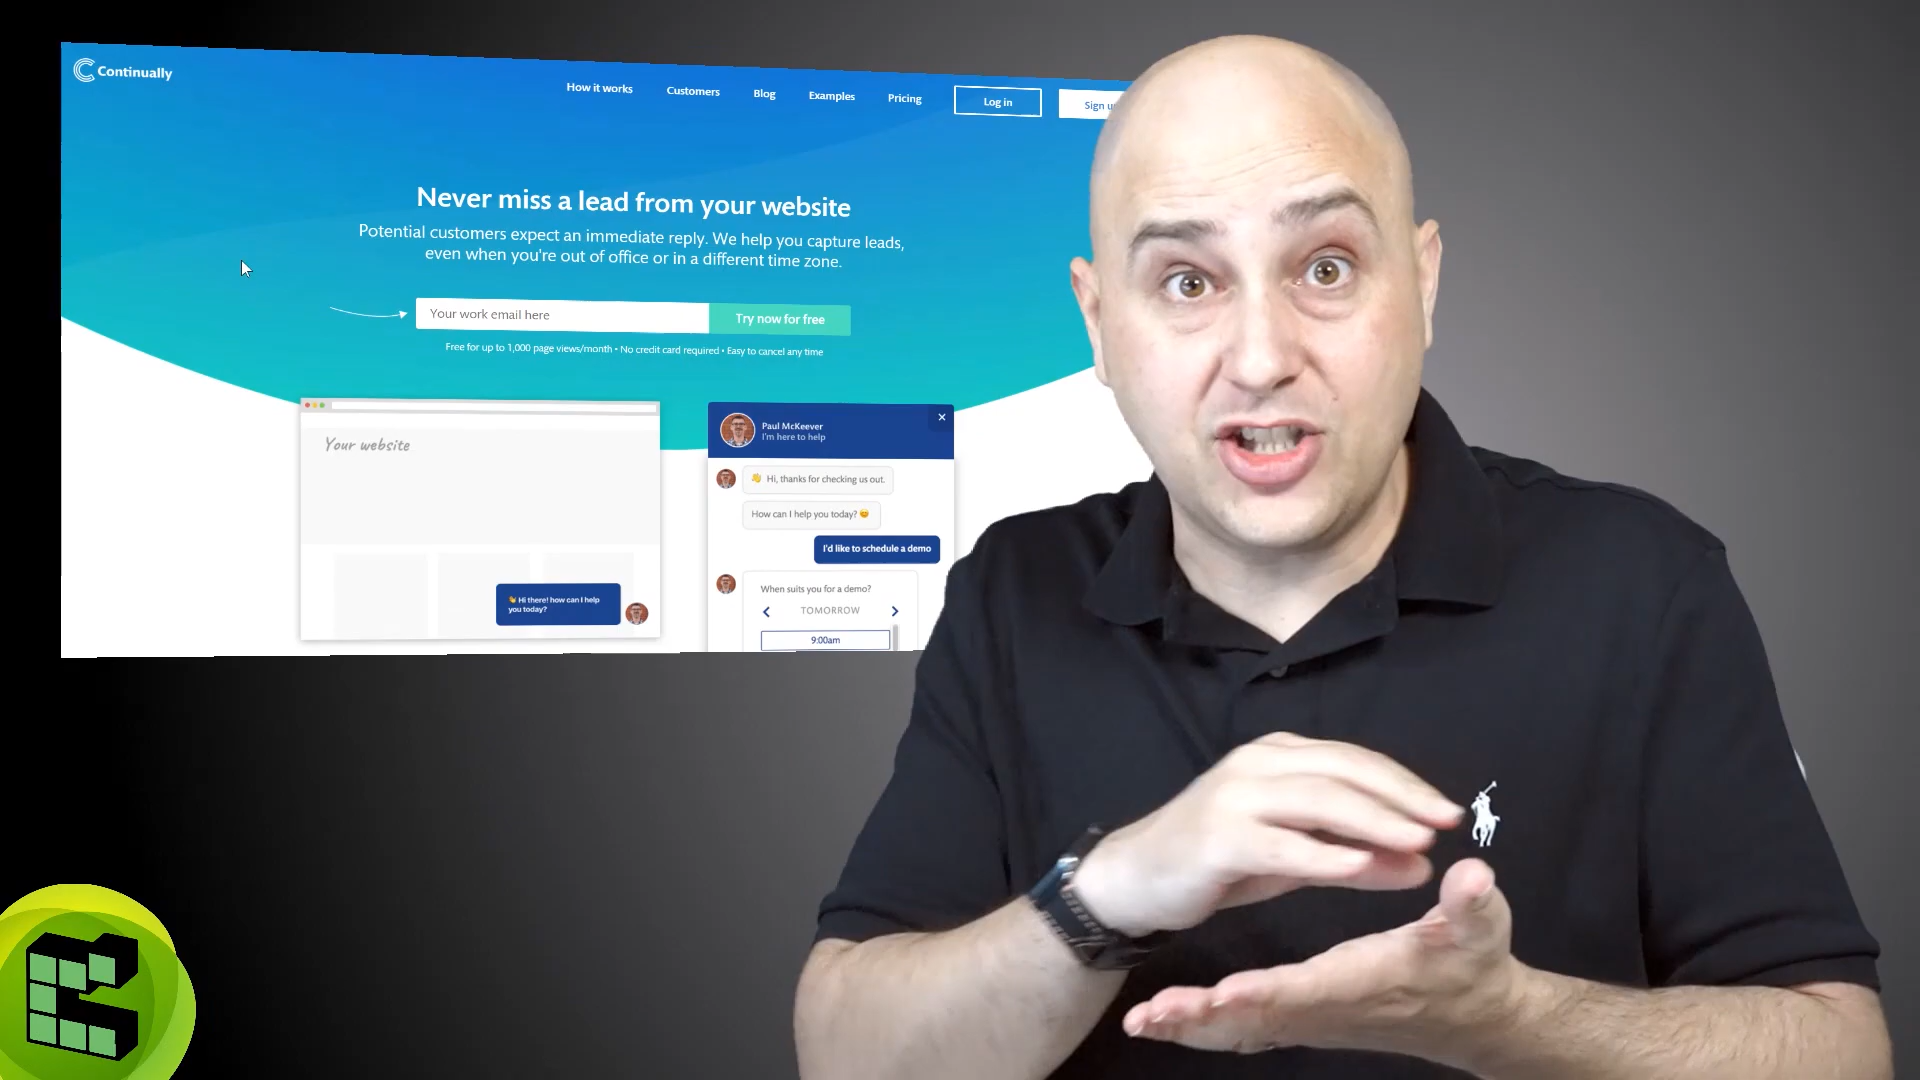 Continually
How it works
Customers
Blog
Examples
Pricing
Log in
Sign
Never miss a lead from your website
Potential customers expect an immediate reply. We help you capture leads,
even when you're out of office or in a different time zone.
Your work email here
Try now for free
Free for up to 1,000 page views/month • No credit card required • Easy to cancel any time
Your website
👋 Hi there! how can I help
you today?
Paul McKeever
I'm here to help
👋 Hi, thanks for checking us out.
How can I help you today? 😊
I'd like to schedule a demo
When suits you for a demo?
TOMORROW
9:00am